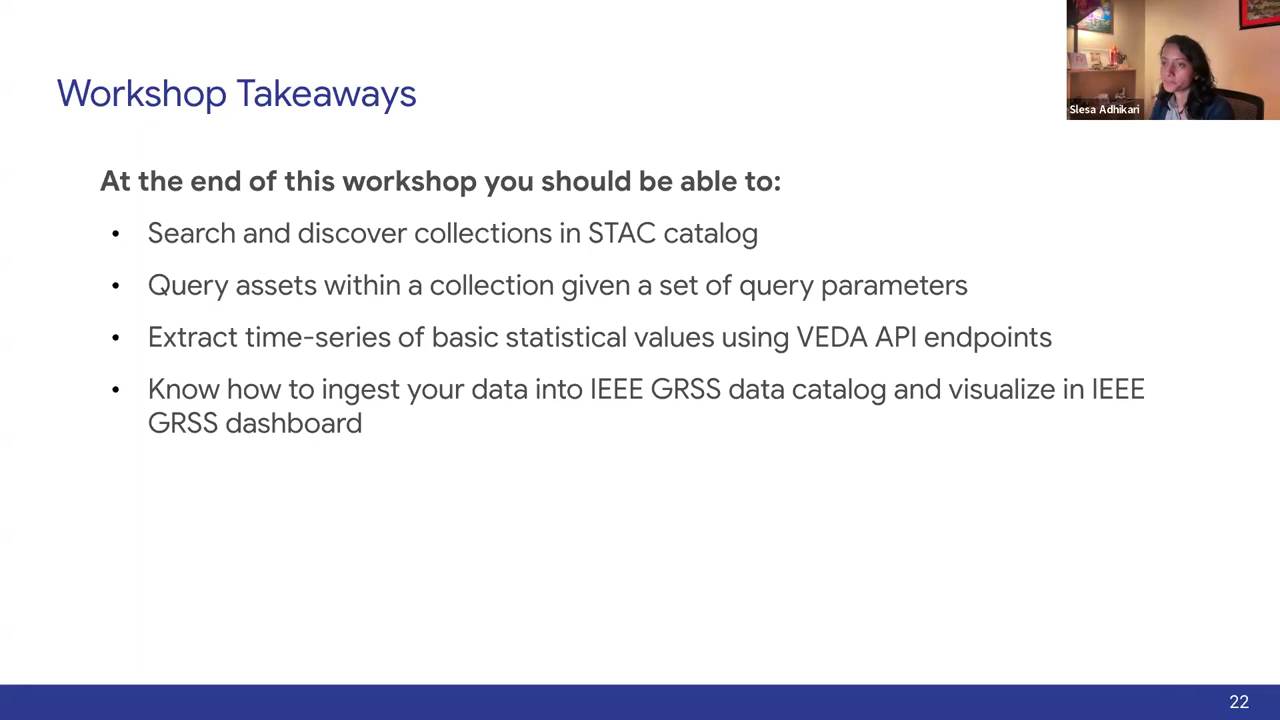 Workshop Takeaways
Slesa Adhikari
At the end of this workshop you should be able to:
• Search and discover collections in STAC catalog
• Query assets within a collection given a set of query parameters
• Extract time-series of basic statistical values using VEDA API endpoints
• Know how to ingest your data into IEEE GRSS data catalog and visualize in IEEE
GRSS dashboard
22